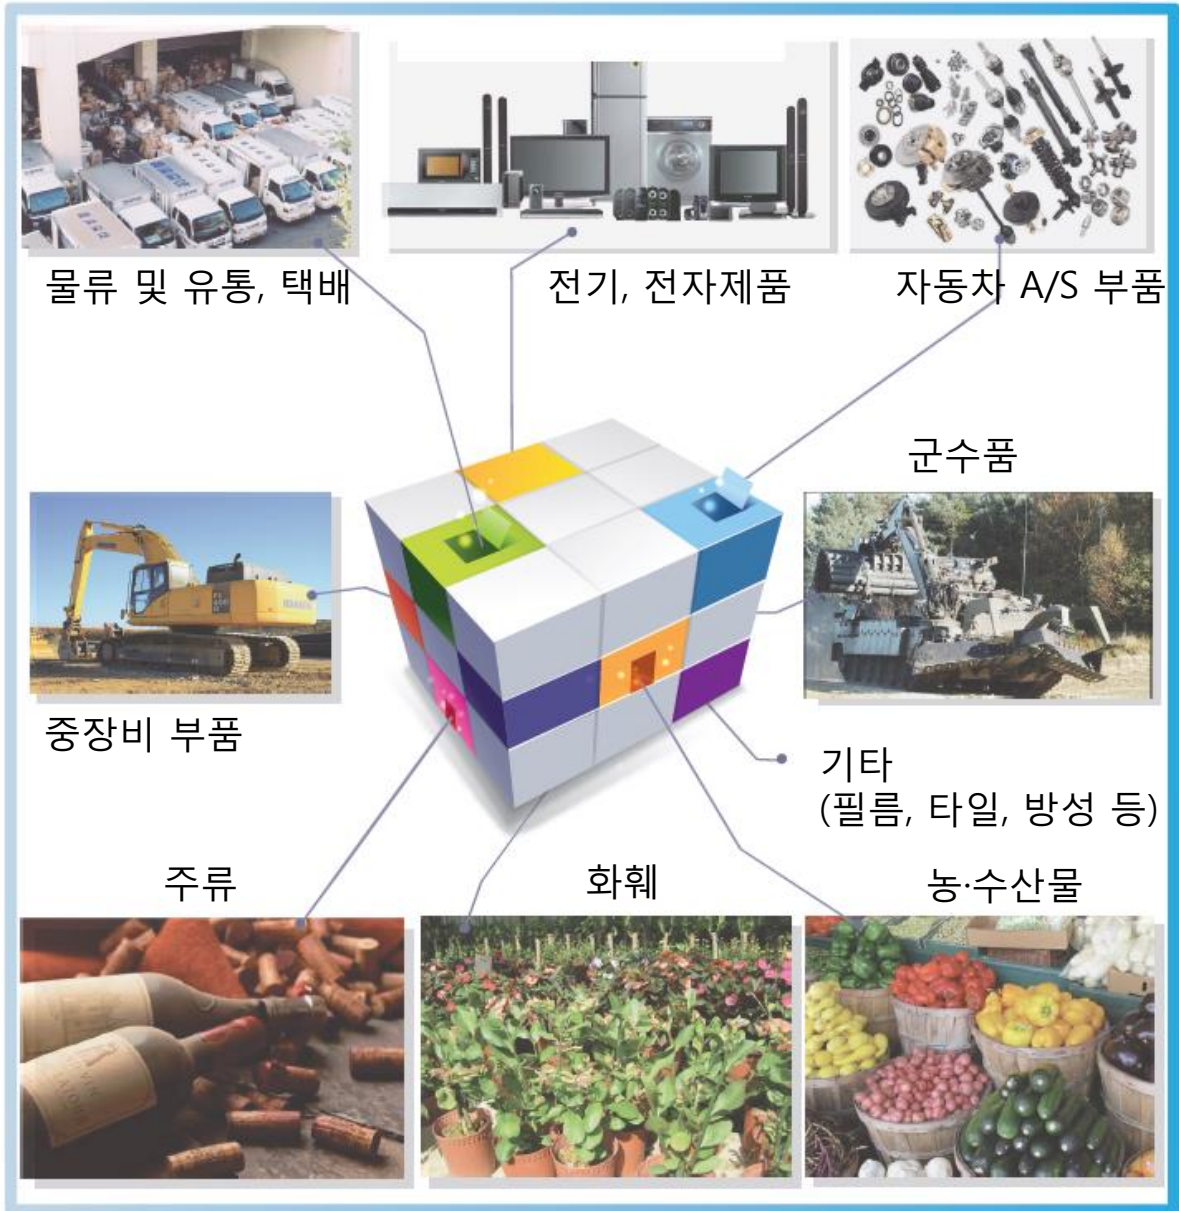 물류 및 유통, 택배
전기, 전자제품
자동차 A/S 부품
군수품
중장비 부품
기타
(필름, 타일, 방성 등)
주류
화훼
농·수산물